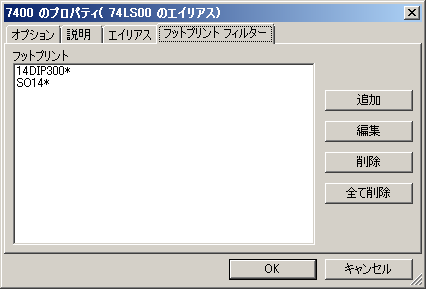 7400 のプロパティ( 74LS00 のエイリアス)
オプション 説明 エイリアス フットプリント フィルター
フットプリント
14DIP300*
SO14*
追加
編集
削除
全て削除
OK キャンセル